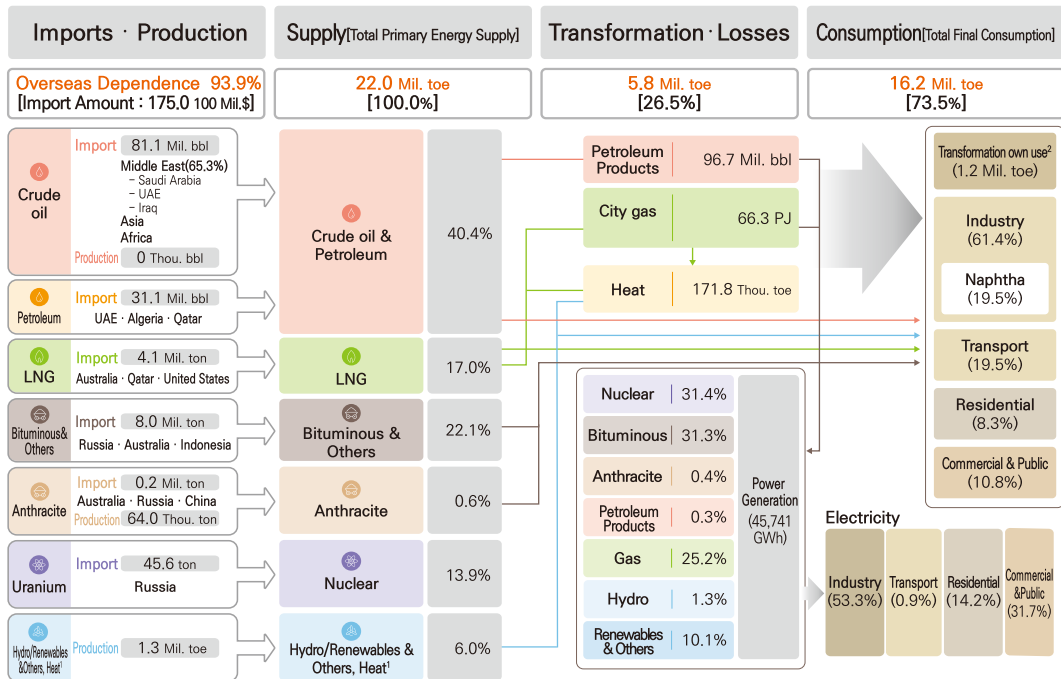 Imports · Production
Supply[Total Primary Energy Supply]
Transformation · Losses
Consumption[Total Final Consumption]
Overseas Dependence 93.9%
[Import Amount : 175.0 100 Mil.$]
22.0 Mil. toe
[100.0%]
5.8 Mil. toe
[26.5%]
16.2 Mil. toe
[73.5%]
Crude
oil
Import 81.1 Mil. bbl
Middle East(65.3%)
– Saudi Arabia
– UAE
– Iraq
Asia
Africa
Production 0 Thou. bbl
Petroleum
Import 31.1 Mil. bbl
UAE · Algeria · Qatar
LNG
Import 4.1 Mil. ton
Australia · Qatar · United States
Bituminous&
Others
Import 8.0 Mil. ton
Russia · Australia · Indonesia
Anthracite
Import 0.2 Mil. ton
Australia · Russia · China
Production 64.0 Thou. ton
Uranium
Import 45.6 ton
Russia
Hydro/Renewables
&Others, Heat¹
Production 1.3 Mil. toe
Crude oil &
Petroleum
40.4%
LNG
17.0%
Bituminous &
Others
22.1%
Anthracite
0.6%
Nuclear
13.9%
Hydro/Renewables &
Others, Heat¹
6.0%
Petroleum
Products
96.7 Mil. bbl
City gas
66.3 PJ
Heat
171.8 Thou. toe
Nuclear 31.4%
Bituminous 31.3%
Anthracite 0.4%
Petroleum
Products
0.3%
Gas 25.2%
Hydro 1.3%
Renewables
& Others
10.1%
Power
Generation
(45,741
GWh)
Transformation own use²
(1.2 Mil. toe)
Industry
(61.4%)
Naphtha
(19.5%)
Transport
(19.5%)
Residential
(8.3%)
Commercial & Public
(10.8%)
Electricity
Industry
(53.3%)
Transport
(0.9%)
Residential
(14.2%)
Commercial
&Public
(31.7%)